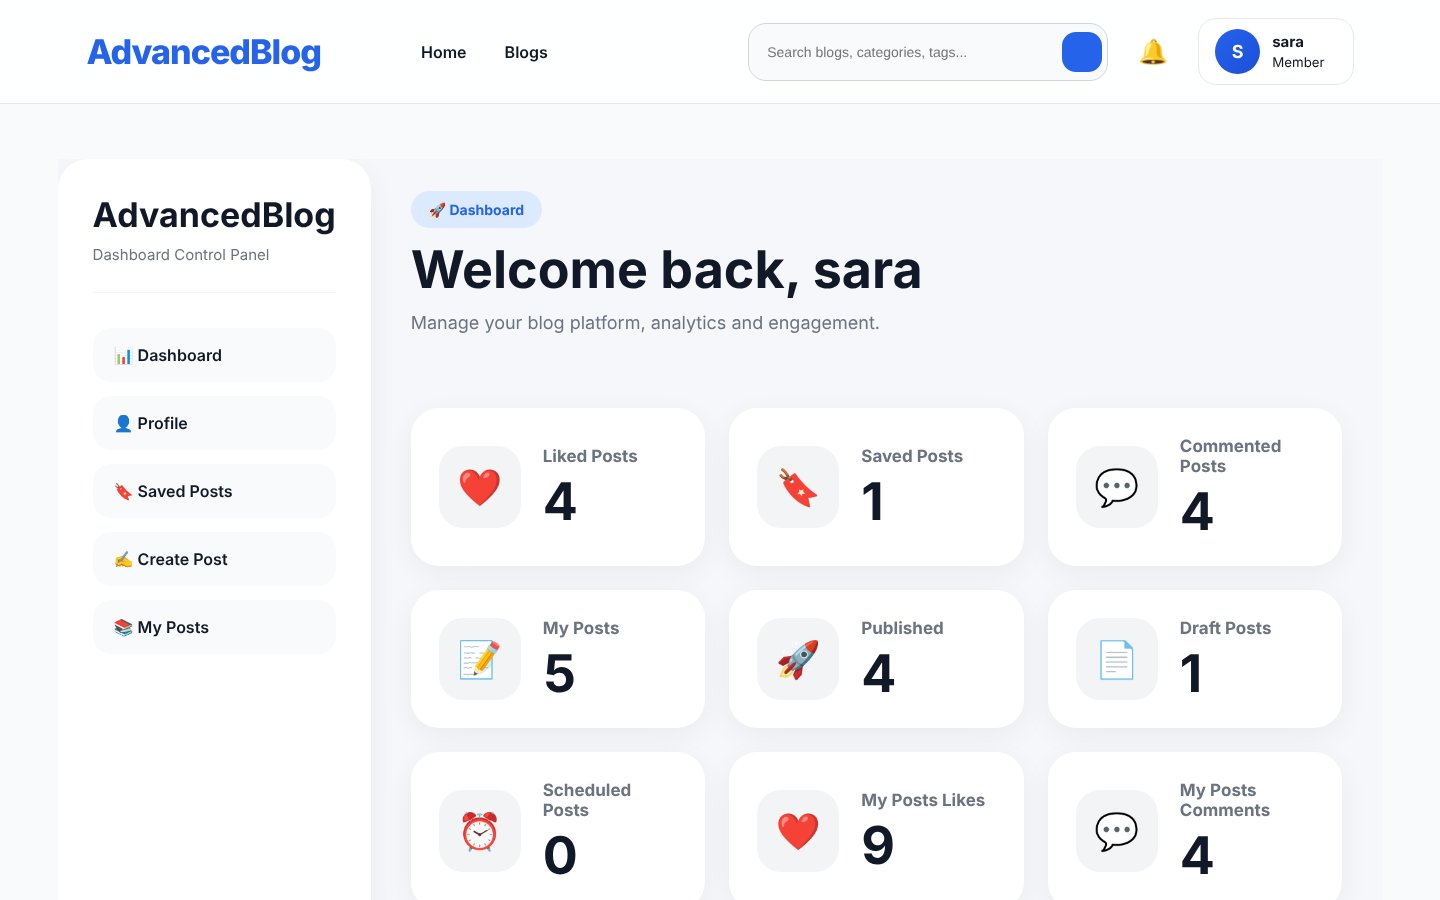 AdvancedBlog
Home
Blogs
Search blogs, categories, tags...
🔔
S
sara
Member
AdvancedBlog
Dashboard Control Panel
📊 Dashboard
👤 Profile
🔖 Saved Posts
✍️ Create Post
📚 My Posts
🚀 Dashboard
Welcome back, sara
Manage your blog platform, analytics and engagement.
Liked Posts
4
Saved Posts
1
Commented
Posts
4
My Posts
5
Published
4
Draft Posts
1
Scheduled
Posts
0
My Posts Likes
9
My Posts
Comments
4